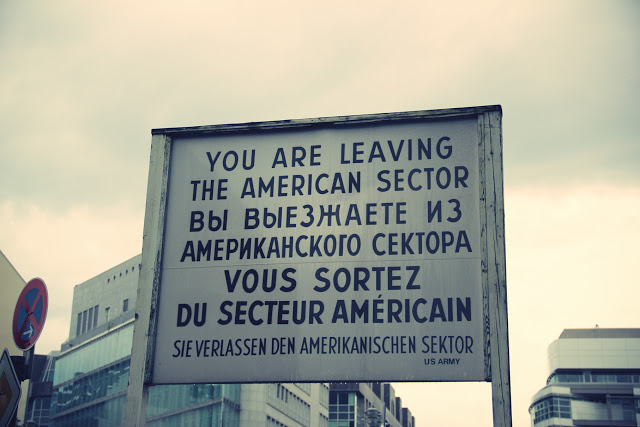 YOU ARE LEAVING
THE AMERICAN SECTOR
ВЫ ВЫЕЗЖАЕТЕ ИЗ
АМЕРИКАНСКОГО СЕКТОРА
VOUS SORTEZ
DU SECTEUR AMÉRICAIN
SIE VERLASSEN DEN AMERIKANISCHEN SEKTOR
US ARMY